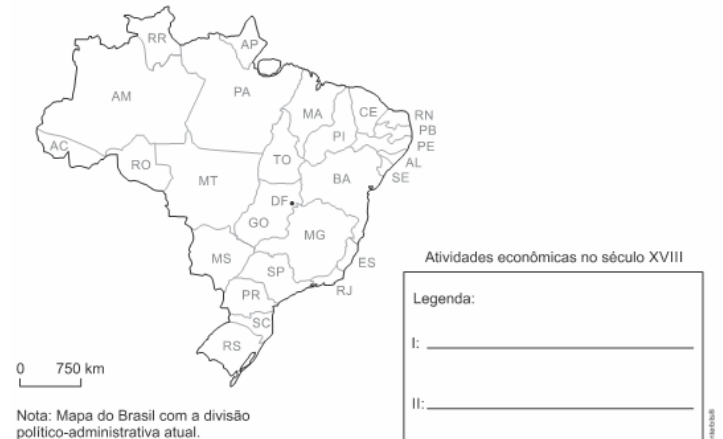 RR
AP
AM
PA
MA
CE
RN
PB
PE
AL
SE
PI
AC
RO
TO
MT
BA
DF
GO
MG
MS
ES
SP
RJ
PR
SC
RS
0 750 km
Nota: Mapa do Brasil com a divisão
político-administrativa atual.
Atividades econômicas no século XVIII
Legenda:
I:
II: